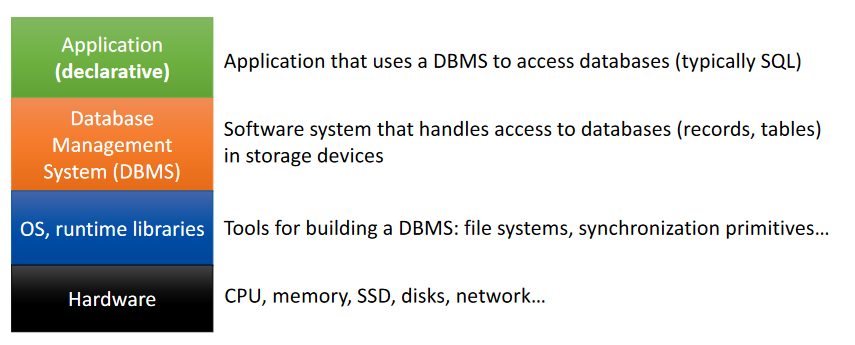 Application
(declarative)
Application that uses a DBMS to access databases (typically SQL)
Database
Management
System (DBMS)
Software system that handles access to databases (records, tables)
in storage devices
OS, runtime libraries
Tools for building a DBMS: file systems, synchronization primitives…
Hardware
CPU, memory, SSD, disks, network…